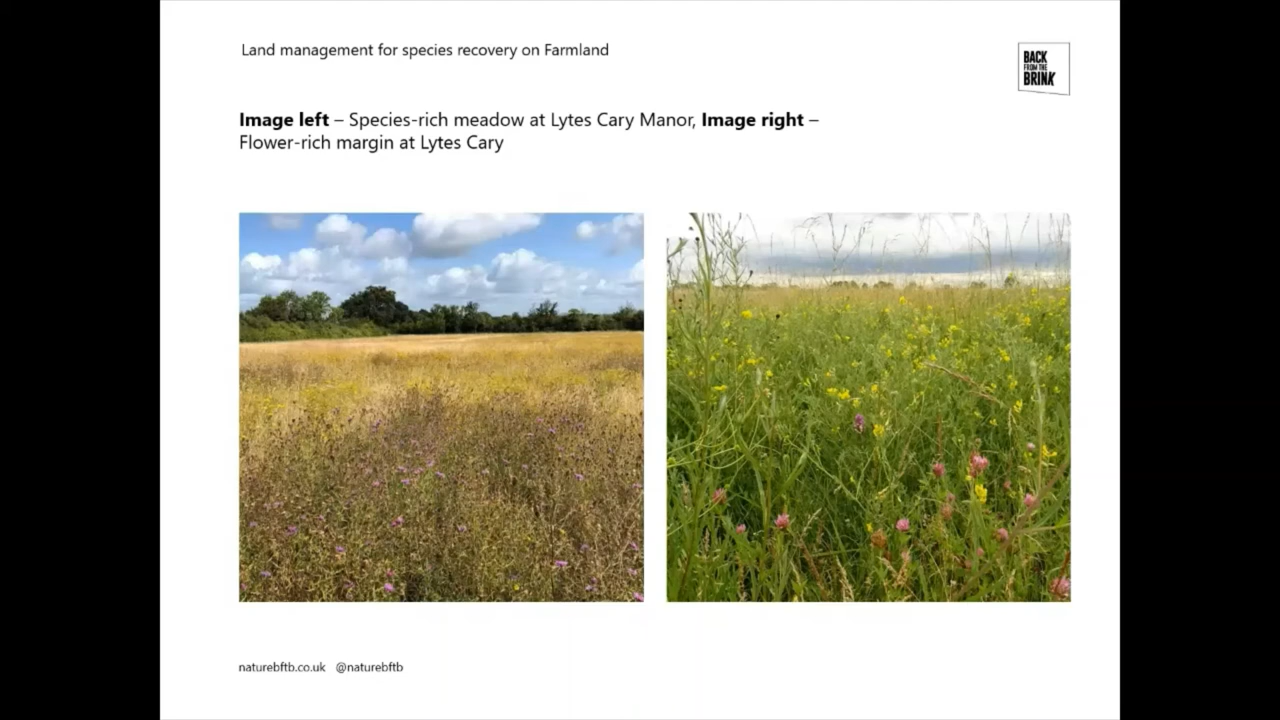 Land management for species recovery on Farmland
BACK
FROM THE
BRINK
Image left – Species-rich meadow at Lytes Cary Manor, Image right –
Flower-rich margin at Lytes Cary
naturebftb.co.uk @naturebftb